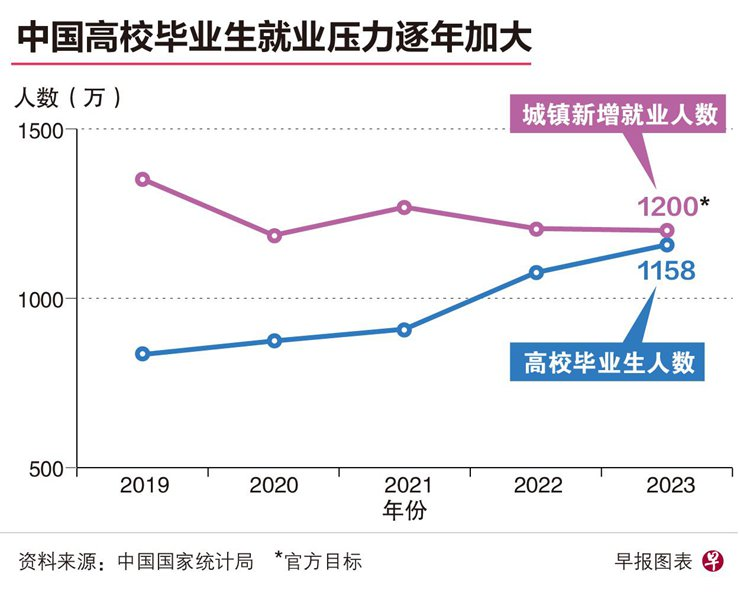 中国高校毕业生就业压力逐年加大
人数（万）
1500
城镇新增就业人数
1200*
1158
1000
高校毕业生人数
500
2019 2020 2021 2022 2023
年份
资料来源：中国国家统计局 *官方目标 早报图表 早